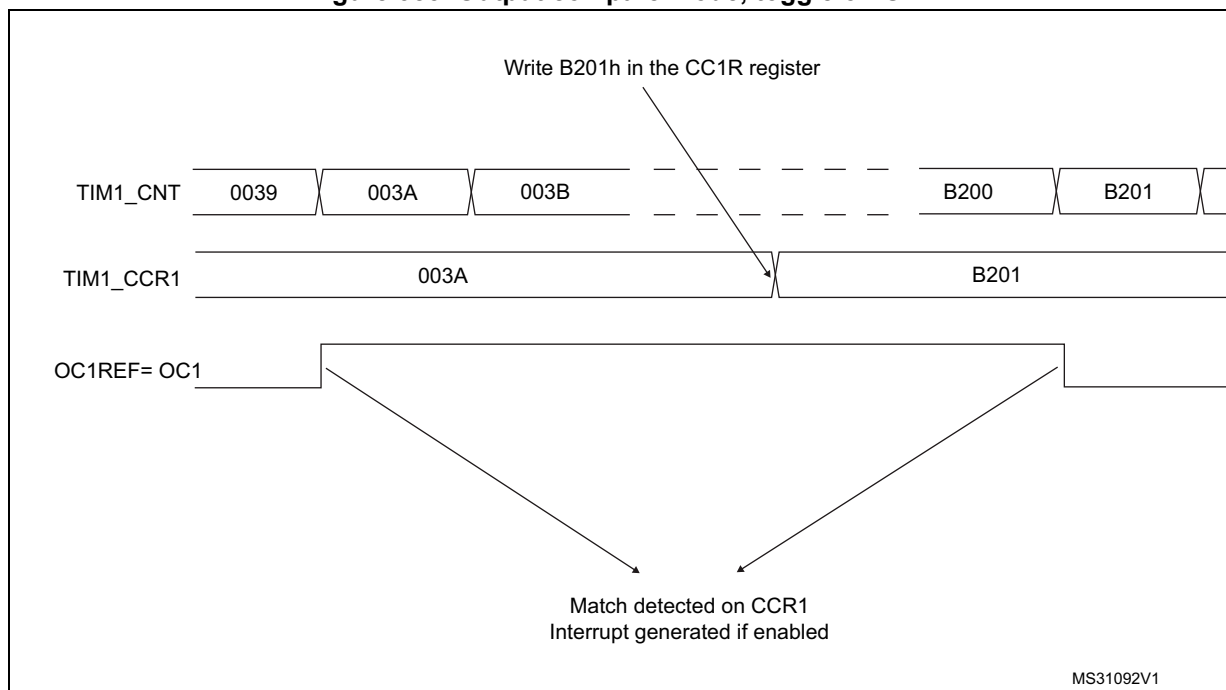 Write B201h in the CC1R register
TIM1_CNT 0039 003A 003B B200 B201
TIM1_CCR1 003A B201
OC1REF= OC1
Match detected on CCR1
Interrupt generated if enabled
MS31092V1